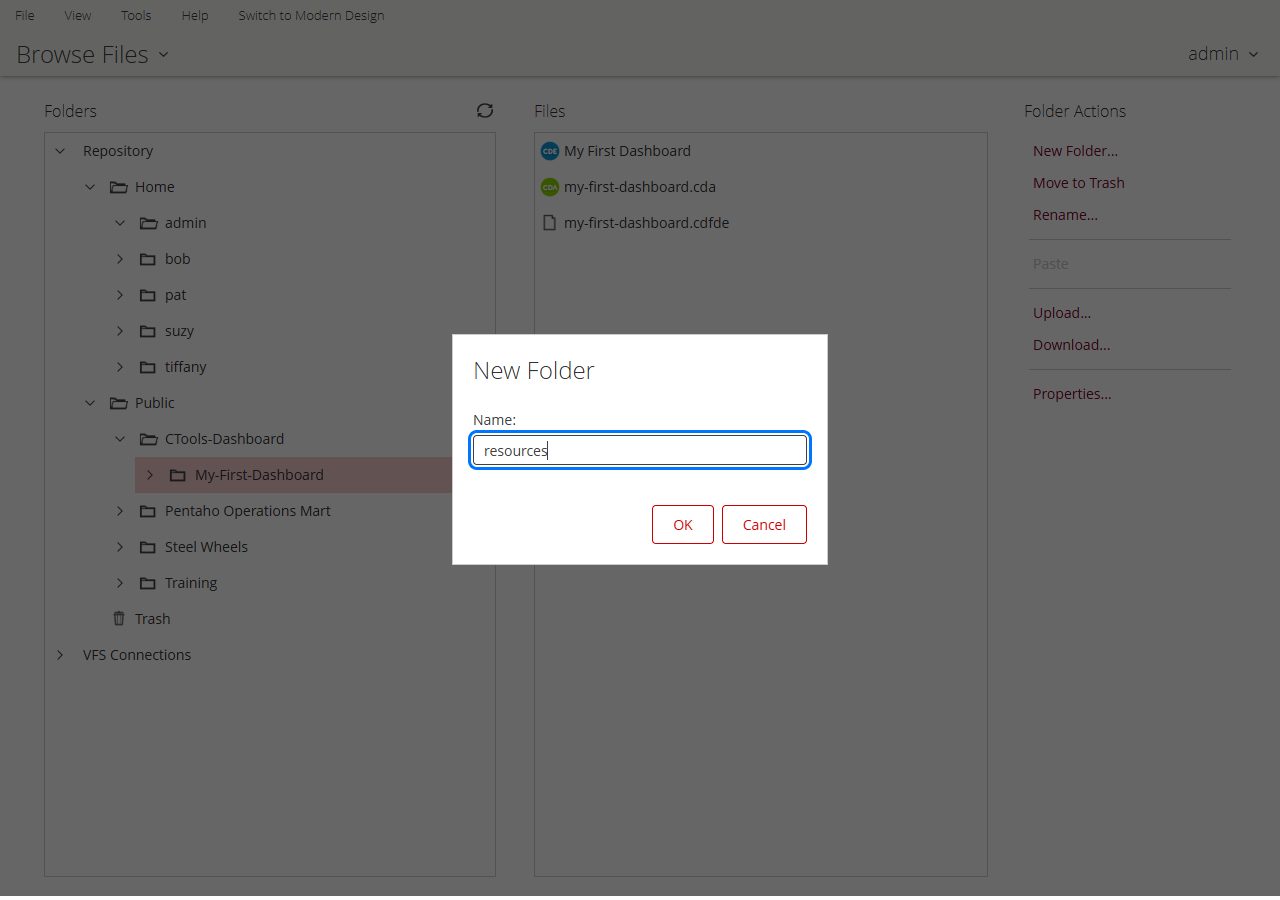 File View Tools Help Switch to Modern Design
Browse Files
admin
Folders
Files
Folder Actions
Repository
Home
admin
bob
pat
suzy
tiffany
Public
CTools-Dashboard
My-First-Dashboard
Pentaho Operations Mart
Steel Wheels
Training
Trash
VFS Connections
CDE My First Dashboard
CDA my-first-dashboard.cda
my-first-dashboard.cdfde
New Folder...
Move to Trash
Rename...
Paste
Upload...
Download...
Properties...
New Folder
Name:
resources
OK Cancel